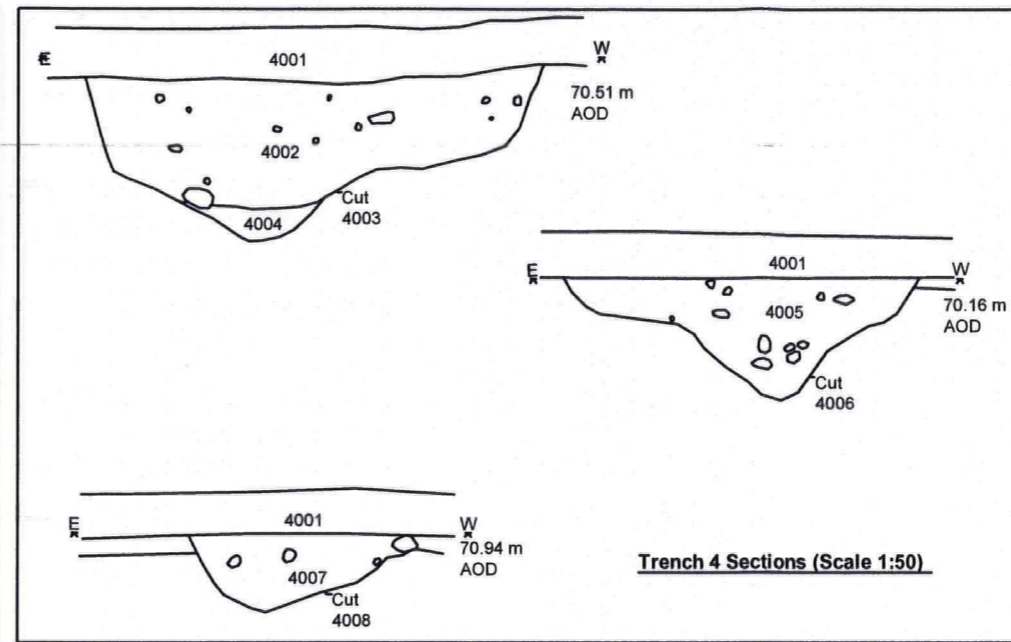 4001
E
W
70.51 m
AOD
4002
Cut
4003
4004
4001
E
W
4005
70.16 m
AOD
Cut
4006
4001
E
W
70.94 m
AOD
4007
Cut
4008
Trench 4 Sections (Scale 1:50)